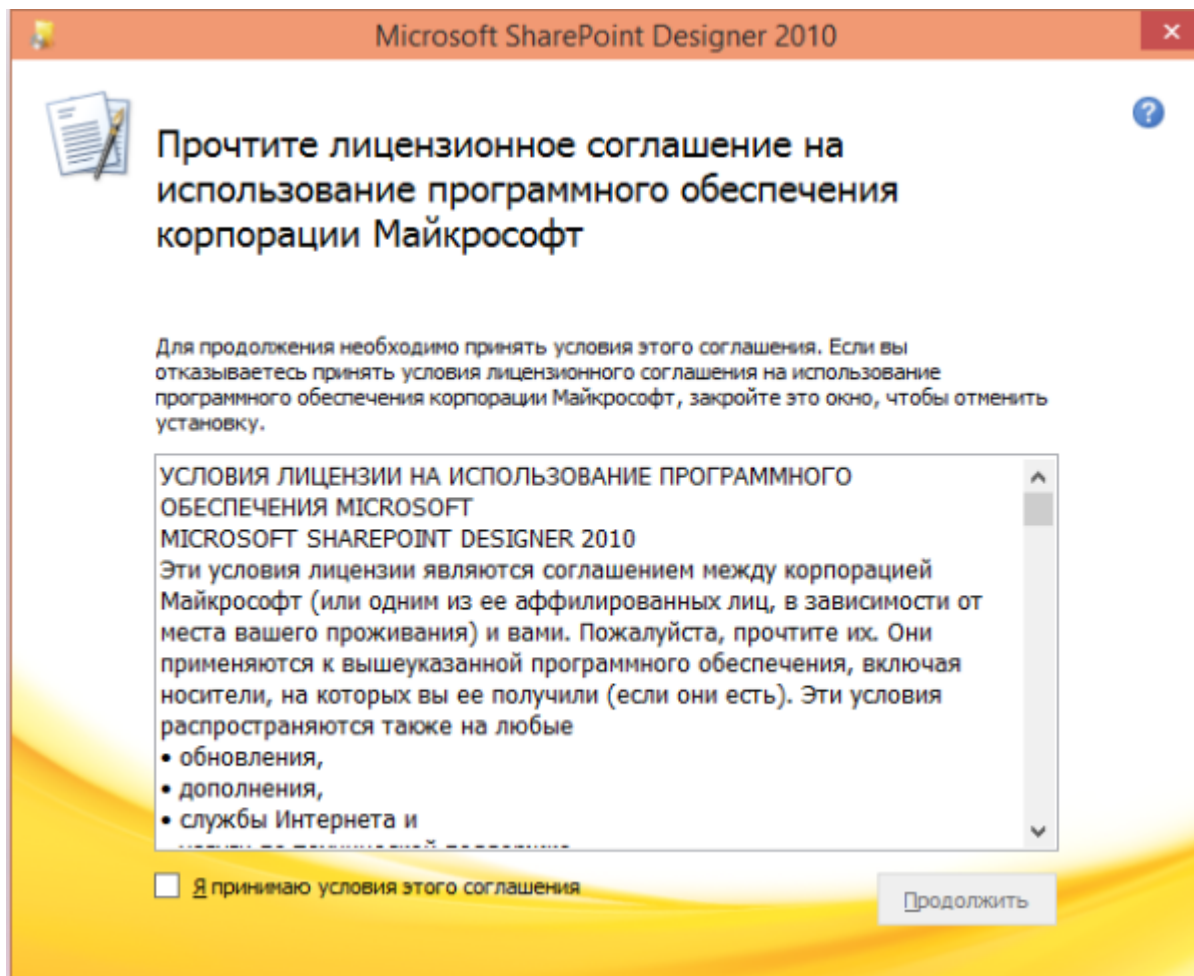 Microsoft SharePoint Designer 2010
Прочтите лицензионное соглашение на
использование программного обеспечения
корпорации Майкрософт
Для продолжения необходимо принять условия этого соглашения. Если вы
отказываетесь принять условия лицензионного соглашения на использование
программного обеспечения корпорации Майкрософт, закройте это окно, чтобы отменить
установку.
УСЛОВИЯ ЛИЦЕНЗИИ НА ИСПОЛЬЗОВАНИЕ ПРОГРАММНОГО
ОБЕСПЕЧЕНИЯ MICROSOFT
MICROSOFT SHAREPOINT DESIGNER 2010
Эти условия лицензии являются соглашением между корпорацией
Майкрософт (или одним из ее аффилированных лиц, в зависимости от
места вашего проживания) и вами. Пожалуйста, прочтите их. Они
применяются к вышеуказанной программного обеспечения, включая
носители, на которых вы ее получили (если они есть). Эти условия
распространяются также на любые
• обновления,
• дополнения,
• службы Интернета и
Я принимаю условия этого соглашения
Продолжить